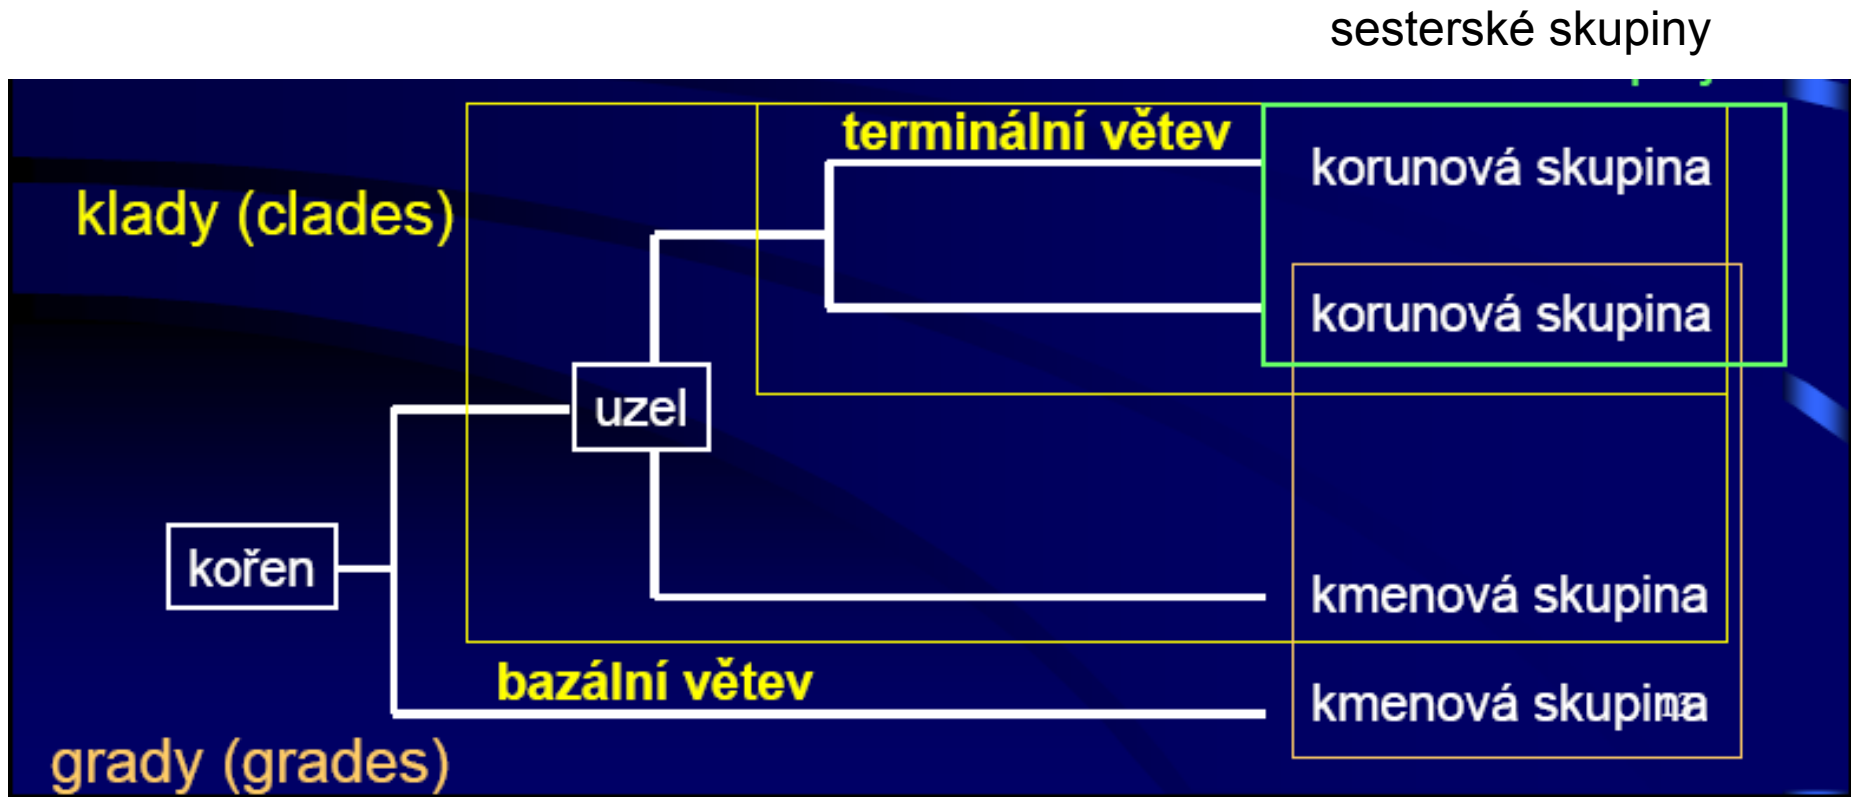 sesterské skupiny
terminální větev
korunová skupina
klady (clades)
korunová skupina
uzel
kořen
kmenová skupina
bazální větev
kmenová skupina
13
grady (grades)